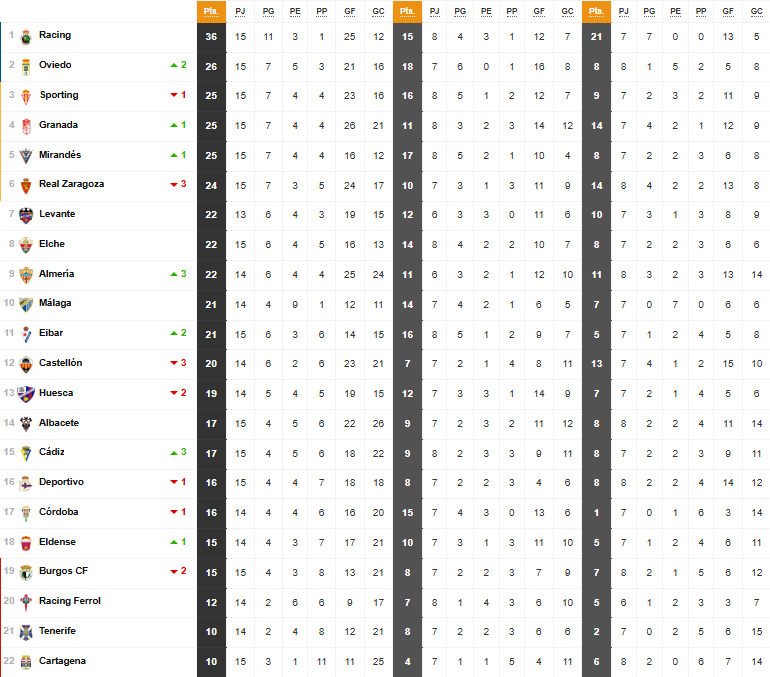 Pts. PJ PG PE PP GF GC Pts. PJ PG PE PP GF GC Pts. PJ PG PE PP GF GC
1 Racing 36 15 11 3 1 25 12 15 8 4 3 1 12 7 21 7 7 0 0 13 5
2 Oviedo 2 26 15 7 5 3 21 16 18 7 6 0 1 16 8 8 8 1 5 2 5 8
3 Sporting 1 25 15 7 4 4 23 16 16 8 5 1 2 12 7 9 7 2 3 2 11 9
4 Granada 1 25 15 7 4 4 26 21 11 8 3 2 3 14 12 14 7 4 2 1 12 9
5 Mirandés 1 25 15 7 4 4 16 12 17 8 5 2 1 10 4 8 7 2 2 3 6 8
6 Real Zaragoza 3 24 15 7 3 5 24 17 10 7 3 1 3 11 9 14 8 4 2 2 13 8
7 Levante 22 13 6 4 3 19 15 12 6 3 3 0 11 6 10 7 3 1 3 8 9
8 Elche 22 15 6 4 5 16 13 14 8 4 2 2 10 7 8 7 2 2 3 6 6
9 Almería 3 22 14 6 4 4 25 24 11 6 3 2 1 12 10 11 8 3 2 3 13 14
10 Málaga 21 14 4 9 1 12 11 14 7 4 2 1 6 5 7 7 0 7 0 6 6
11 Eibar 2 21 15 6 3 6 14 15 16 8 5 1 2 9 7 5 7 1 2 4 5 8
12 Castellón 3 20 14 6 2 6 23 21 7 7 2 1 4 8 11 13 7 4 1 2 15 10
13 Huesca 2 19 14 5 4 5 19 15 12 7 3 3 1 14 9 7 7 2 1 4 5 6
14 Albacete 17 15 4 5 6 22 26 9 7 2 3 2 11 12 8 8 2 2 4 11 14
15 Cádiz 3 17 15 4 5 6 18 22 9 8 2 3 3 9 11 8 7 2 2 3 9 11
16 Deportivo 1 16 15 4 4 7 18 18 8 7 2 2 3 4 6 8 8 2 2 4 14 12
17 Córdoba 1 16 14 4 4 6 16 20 15 7 4 3 0 13 6 1 7 0 1 6 3 14
18 Eldense 1 15 14 4 3 7 17 21 10 7 3 1 3 11 10 5 7 1 2 4 6 11
19 Burgos CF 2 15 15 4 3 8 13 21 8 7 2 2 3 7 9 7 8 2 1 5 6 12
20 Racing Ferrol 12 14 2 6 6 9 17 7 8 1 4 3 6 10 5 6 1 2 3 3 7
21 Tenerife 10 14 2 4 8 12 21 8 7 2 2 3 6 6 2 7 0 2 5 6 15
22 Cartagena 10 15 3 1 11 11 25 4 7 1 1 5 4 11 6 8 2 0 6 7 14